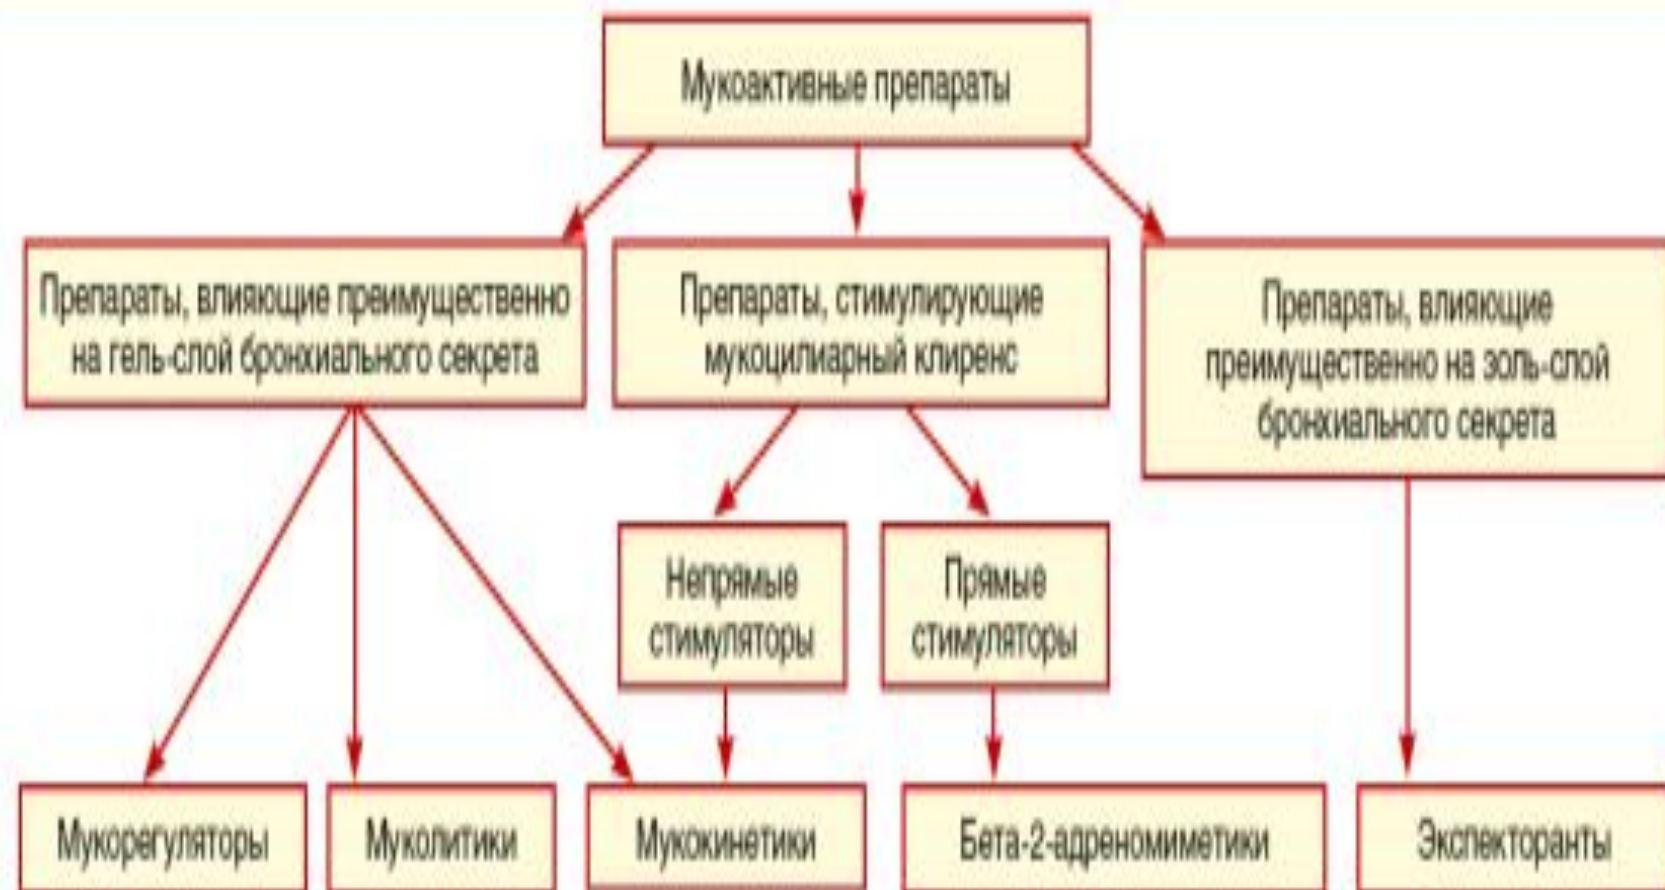 Мукоактивные препараты
Препараты, влияющие преимущественно
на гель-слой бронхиального секрета
Препараты, стимулирующие
мукоцилиарный клиренс
Препараты, влияющие
преимущественно на золь-слой
бронхиального секрета
Непрямые
стимуляторы
Прямые
стимуляторы
Мукорегуляторы
Муколитики
Мукокинетики
Бета-2-адреномиметики
Экспекторанты